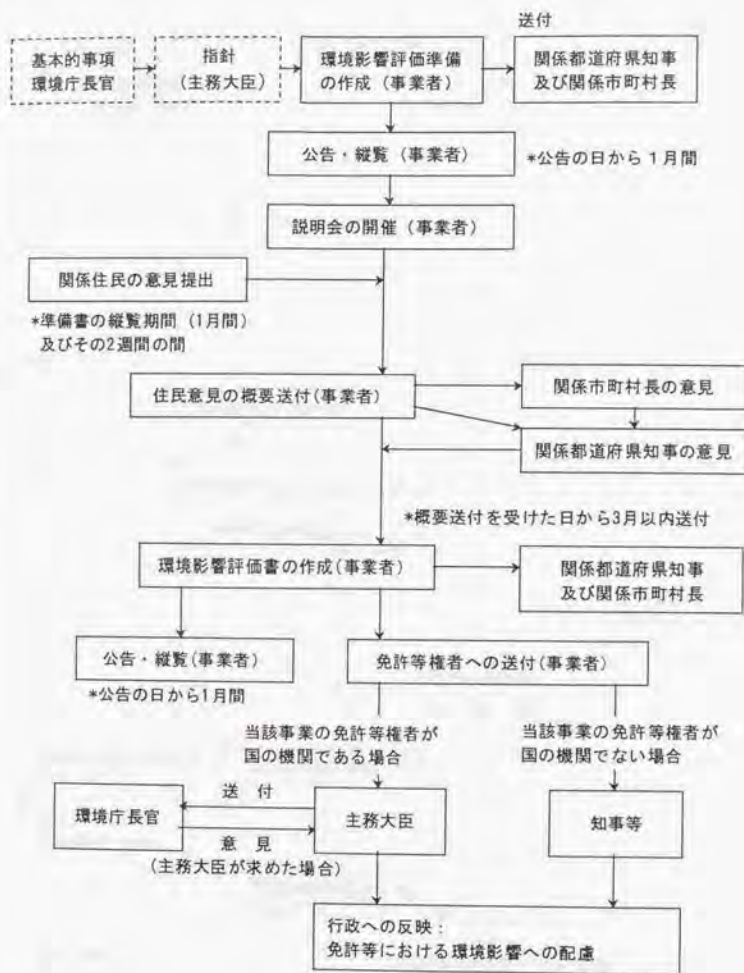 送付
基本的事項
環境庁長官
指針
(主務大臣)
環境影響評価準備
の作成(事業者)
関係都道府県知事
及び関係市町村長
公告・縦覧(事業者)
*公告の日から1月間
説明会の開催(事業者)
関係住民の意見提出
*準備書の縦覧期間(1月間)
及びその2週間の間
住民意見の概要送付(事業者)
関係市町村長の意見
関係都道府県知事の意見
*概要送付を受けた日から3月以内送付
環境影響評価書の作成(事業者)
関係都道府県知事
及び関係市町村長
公告・縦覧(事業者)
*公告の日から1月間
免許等権者への送付(事業者)
当該事業の免許等権者が
国の機関である場合
当該事業の免許等権者が
国の機関でない場合
環境庁長官
送 付
意 見
(主務大臣が求めた場合)
主務大臣
知事等
行政への反映:
免許等における環境影響への配慮